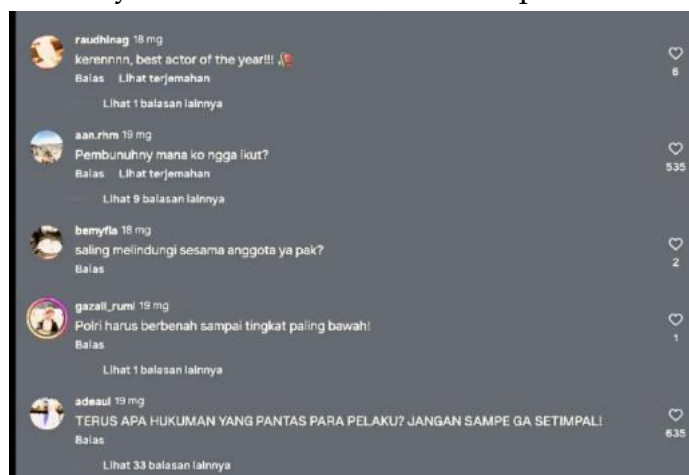 raudhinag 18 mg
kerennnn, best actor of the year!!! 🥀
Balas Lihat terjemahan
Lihat 1 balasan lainnya
6
aan.rhm 19 mg
Pembunuhny mana ko ngga ikut?
Balas Lihat terjemahan
Lihat 9 balasan lainnya
535
bemyfla 18 mg
saling melindungi sesama anggota ya pak?
Balas
2
gazali_rumi 19 mg
Polri harus berbenah sampai tingkat paling bawah!
Balas
Lihat 1 balasan lainnya
1
adeaul 19 mg
TERUS APA HUKUMAN YANG PANTAS PARA PELAKU? JANGAN SAMPE GA SETIMPAL!
Balas
Lihat 33 balasan lainnya
635